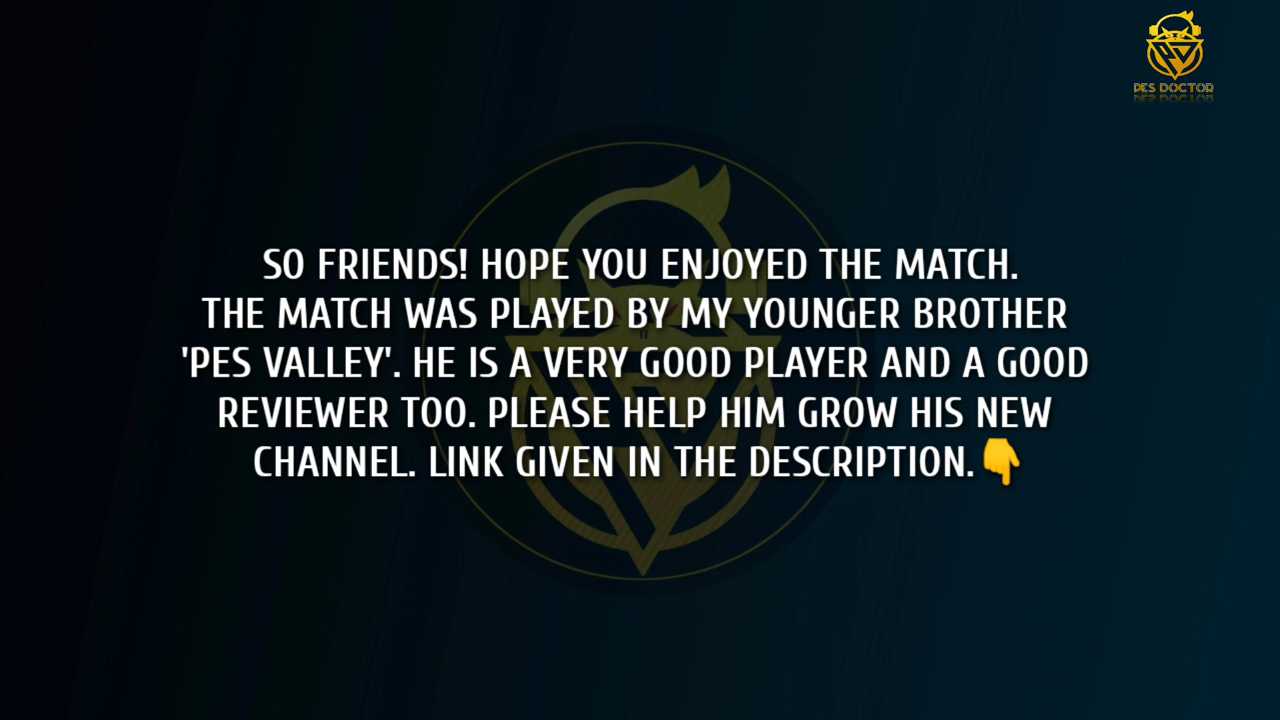 PES DOCTOR
SO FRIENDS! HOPE YOU ENJOYED THE MATCH.
THE MATCH WAS PLAYED BY MY YOUNGER BROTHER
'PES VALLEY'. HE IS A VERY GOOD PLAYER AND A GOOD
REVIEWER TOO. PLEASE HELP HIM GROW HIS NEW
CHANNEL. LINK GIVEN IN THE DESCRIPTION.👇